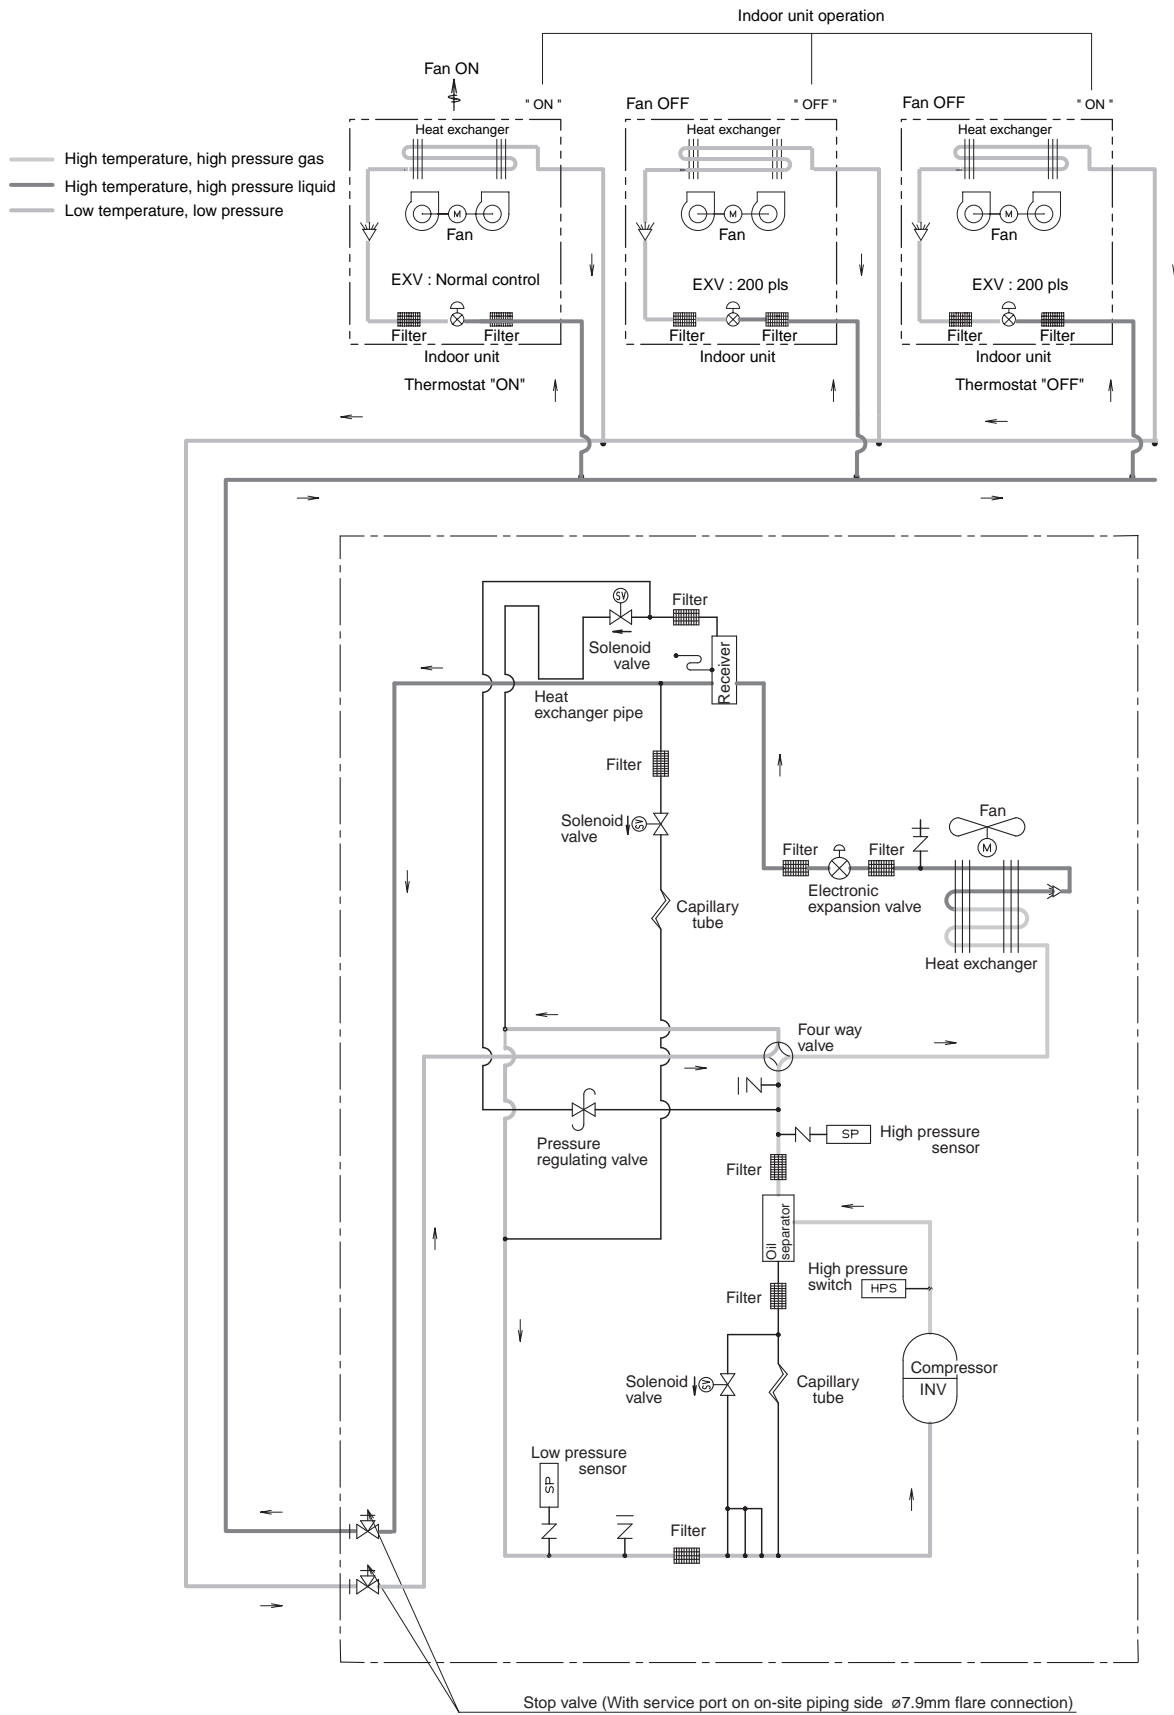 Indoor unit operation
Fan ON
" ON "
Fan OFF
" OFF "
Fan OFF
" ON "
High temperature, high pressure gas
High temperature, high pressure liquid
Low temperature, low pressure
Heat exchanger
M
Fan
EXV : Normal control
Filter
Filter
Indoor unit
Thermostat "ON"
Heat exchanger
M
Fan
EXV : 200 pls
Filter
Filter
Indoor unit
Heat exchanger
M
Fan
EXV : 200 pls
Filter
Filter
Indoor unit
Thermostat "OFF"
SV
Filter
Solenoid
valve
Receiver
Heat
exchanger pipe
Filter
Solenoid
valve
SV
Capillary
tube
Fan
M
Filter
Filter
Electronic
expansion valve
Heat exchanger
Four way
valve
Pressure
regulating valve
SP
High pressure
sensor
Filter
Oil
separator
High pressure
switch
HPS
Filter
Compressor
INV
Solenoid
valve
SV
Capillary
tube
Low pressure
sensor
SP
Filter
Stop valve (With service port on on-site piping side ø7.9mm flare connection)